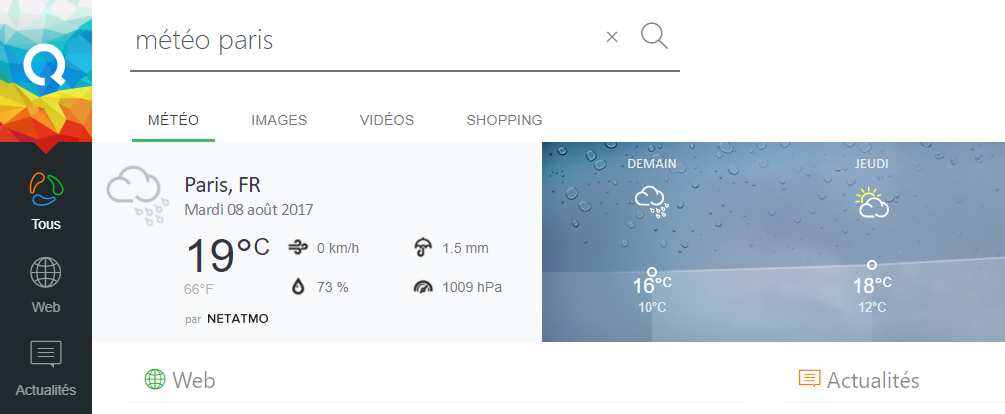 météo paris
×
MÉTÉO IMAGES VIDÉOS SHOPPING
Tous
Web
Actualités
Paris, FR
Mardi 08 août 2017
19°C
66°F
0 km/h 1.5 mm
73 % 1009 hPa
par NETATMO
DEMAIN JEUDI
16°C 18°C
10°C 12°C
Web
Actualités